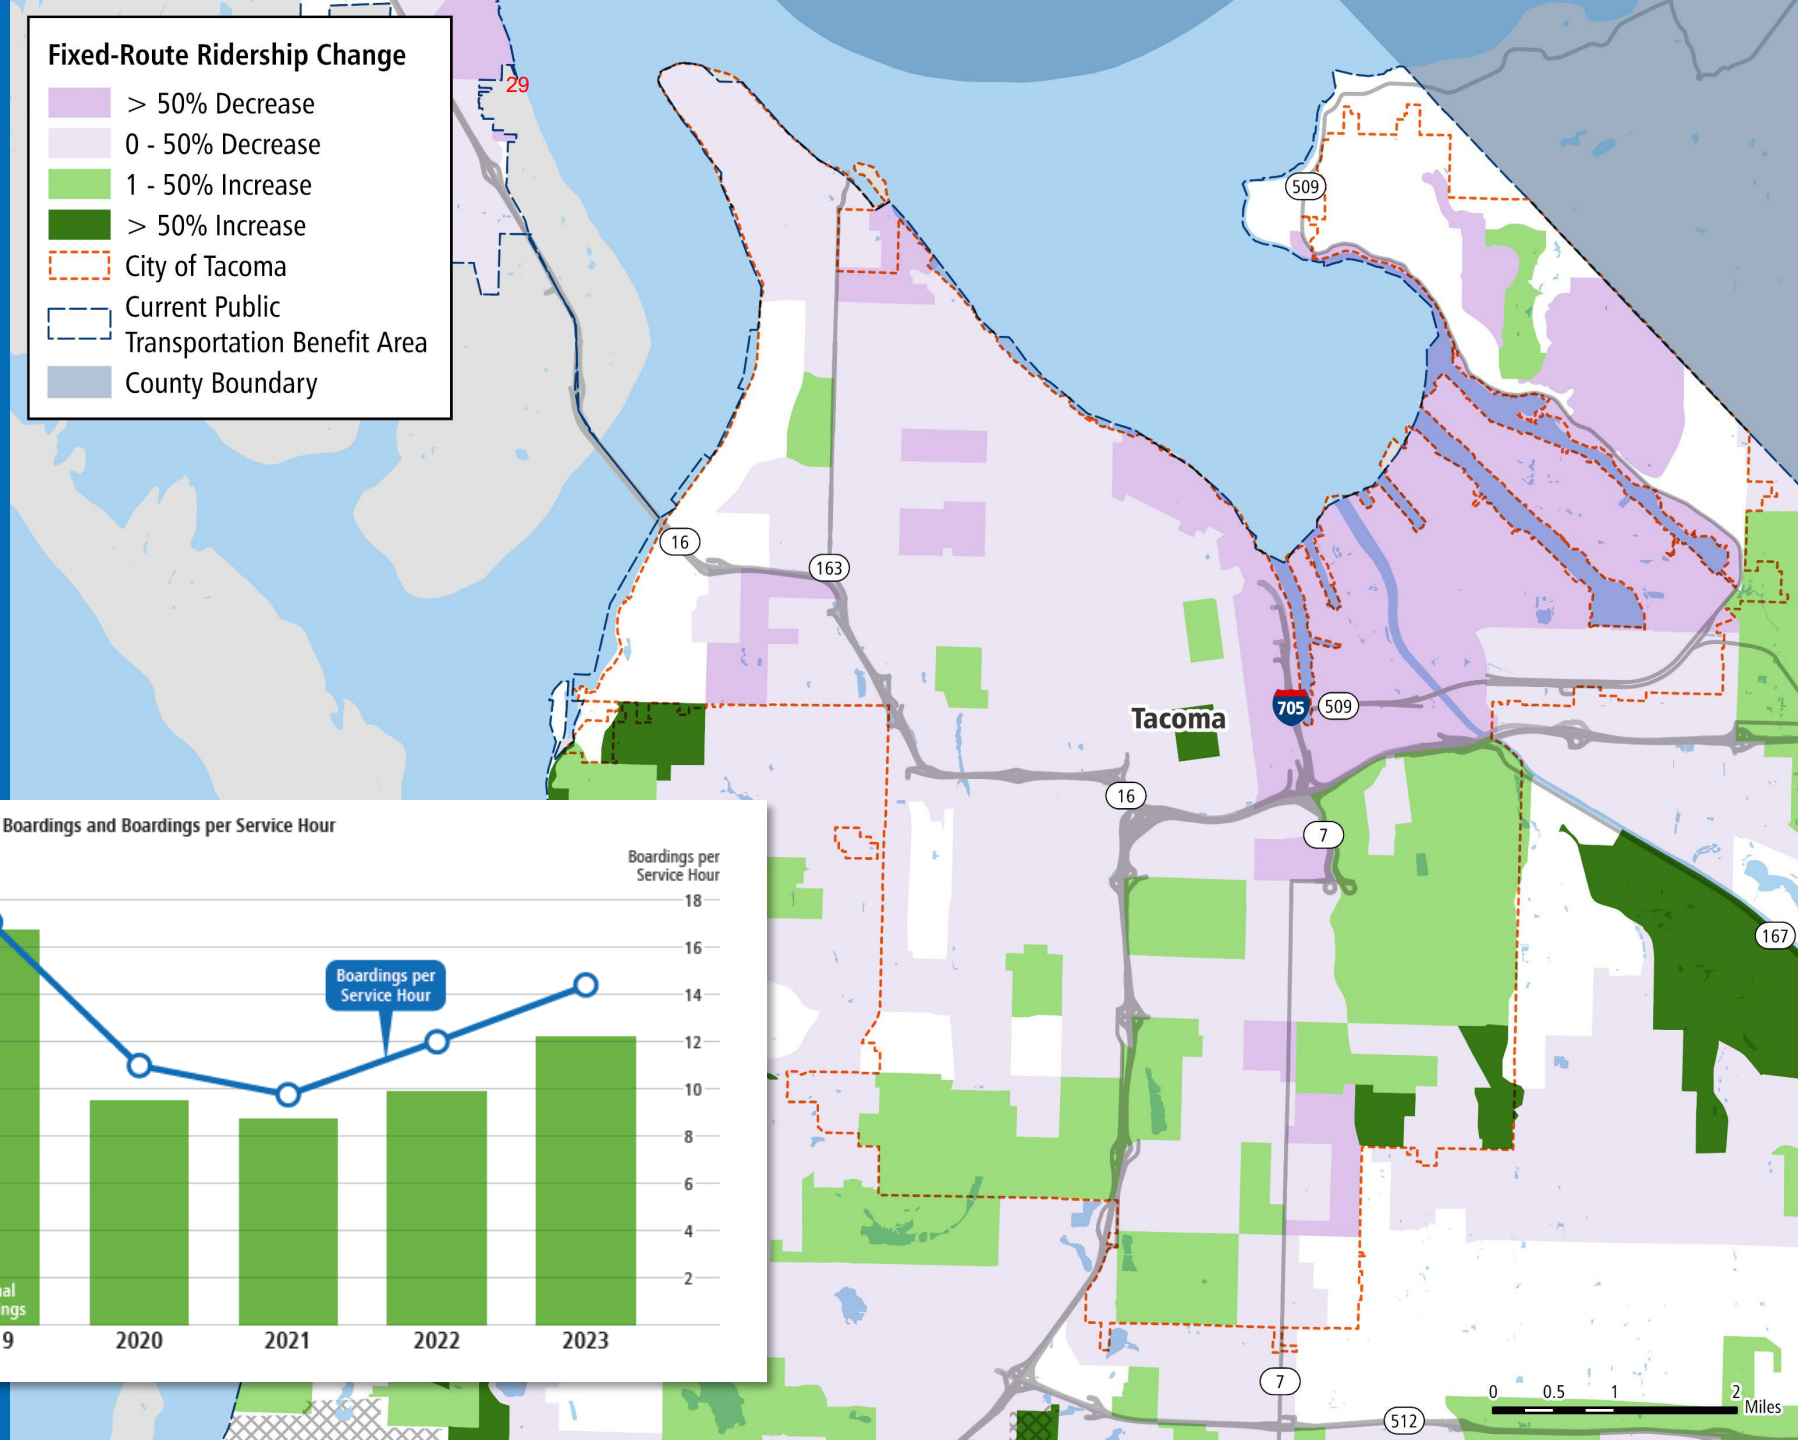 Fixed-Route Ridership Change
> 50% Decrease
0 - 50% Decrease
1 - 50% Increase
> 50% Increase
City of Tacoma
Current Public
Transportation Benefit Area
County Boundary
29
509
16
163
Tacoma
705
509
16
7
167
Boardings and Boardings per Service Hour
Boardings per
Service Hour
18
16
Boardings per
Service Hour
14
12
10
8
6
4
2
ual
ings
9
2020
2021
2022
2023
7
512
0
0.5
1
2
Miles